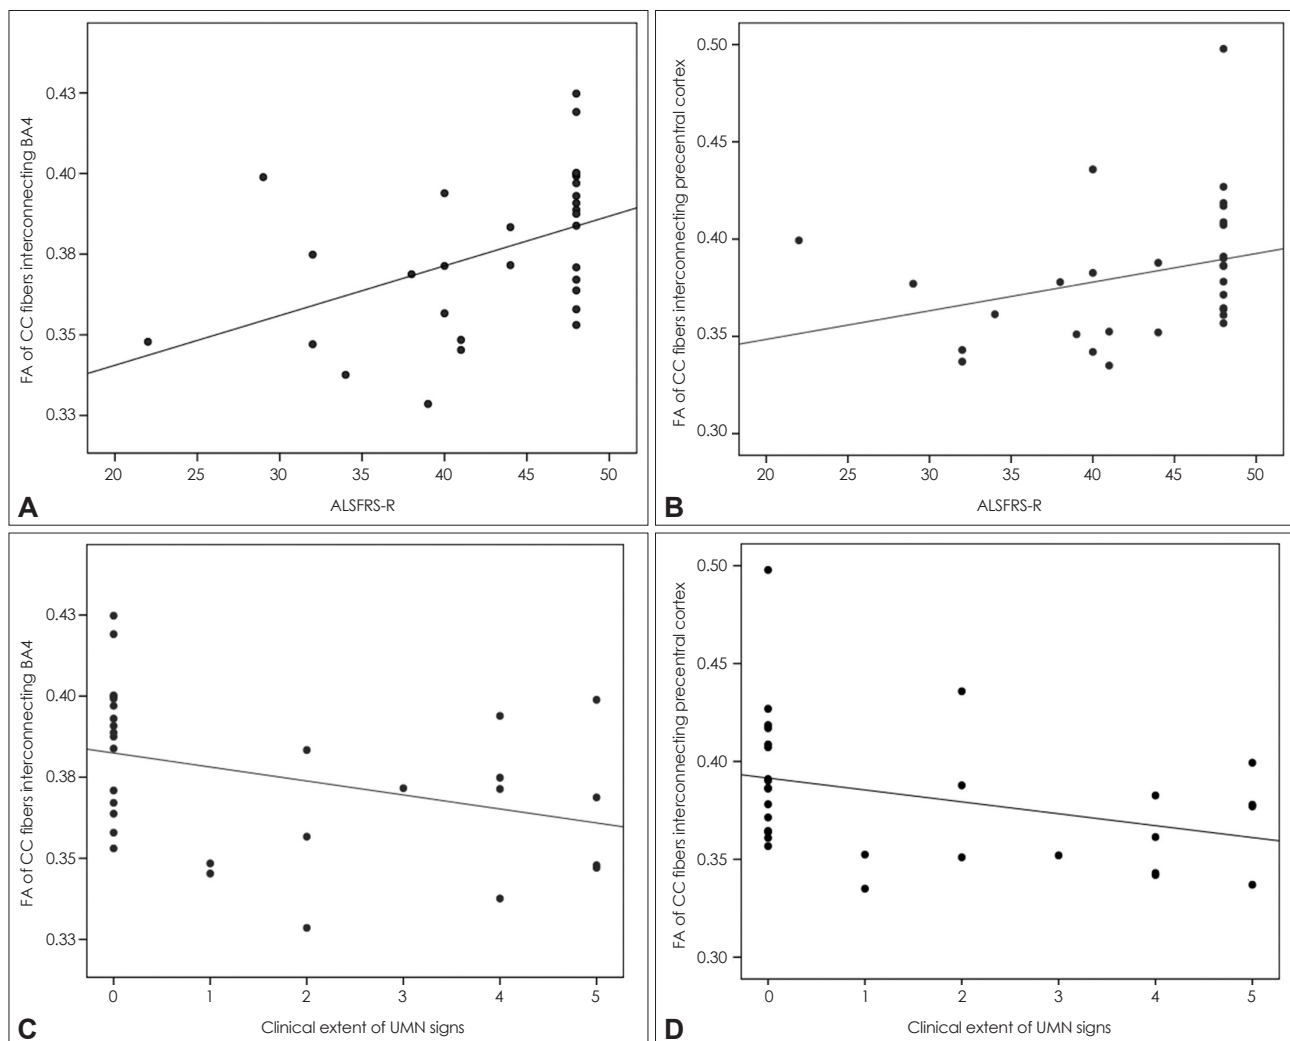 FA of CC fibers interconnecting BA4
0.43
0.40
0.38
0.35
0.33
20 25 30 35 40 45 50
A
ALSFRS-R
FA of CC fibers interconnecting precentral cortex
0.50
0.45
0.40
0.35
0.30
20 25 30 35 40 45 50
B
ALSFRS-R
FA of CC fibers interconnecting BA4
0.43
0.40
0.38
0.35
0.33
0 1 2 3 4 5
C
Clinical extent of UMN signs
FA of CC fibers interconnecting precentral cortex
0.50
0.45
0.40
0.35
0.30
0 1 2 3 4 5
D
Clinical extent of UMN signs